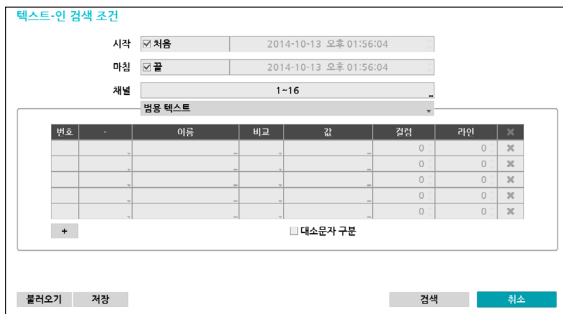 텍스트-인 검색 조건
시작 처음 2014-10-13 오후 01:56:04
마침 끝 2014-10-13 오후 01:56:04
채널 1~16 ...
범용 텍스트
번호 - 이름 비교 값 컬럼 라인 ✖
... ... 0 0 ✖
... ... 0 0 ✖
... ... 0 0 ✖
... ... 0 0 ✖
... ... 0 0 ✖
+ 대소문자 구분
불러오기 저장 검색 취소